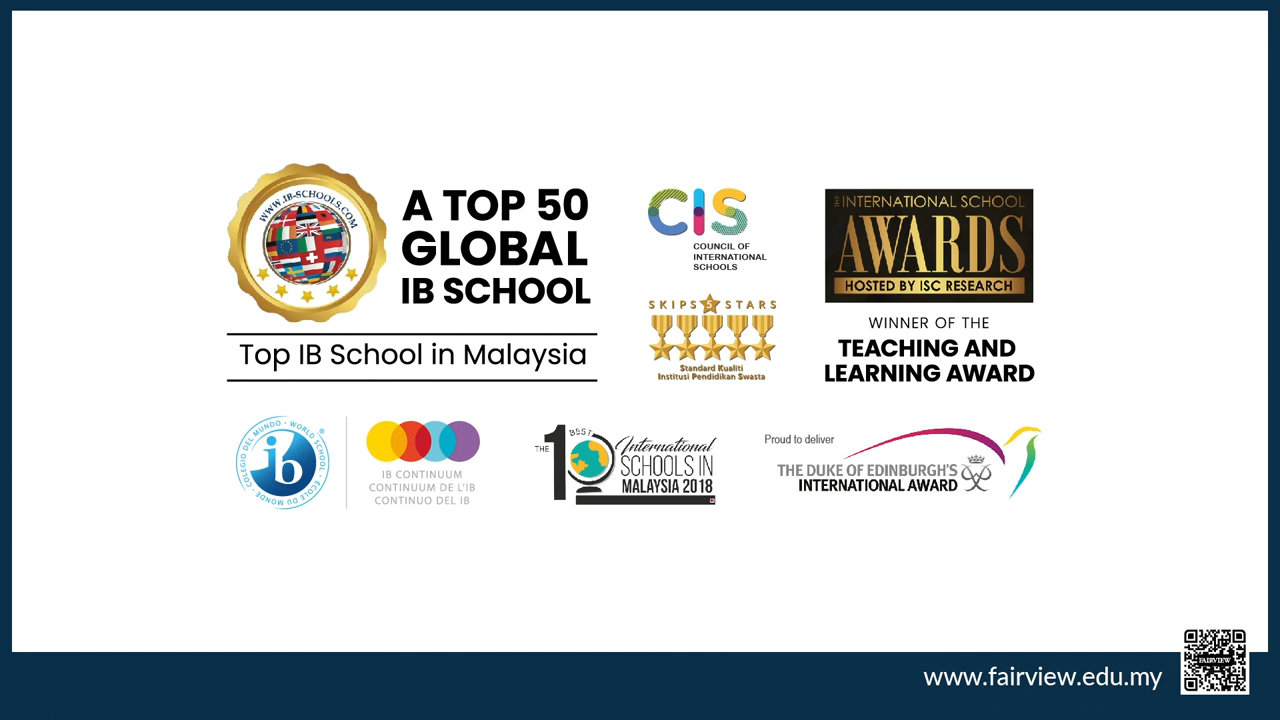 WWW.IB-SCHOOLS.COM
A TOP 50
GLOBAL
IB SCHOOL
Top IB School in Malaysia
CIS
COUNCIL OF
INTERNATIONAL
SCHOOLS
SKIPS 5 STARS
Standard Kualiti
Institusi Pendidikan Swasta
THE INTERNATIONAL SCHOOL
AWARDS
HOSTED BY ISC RESEARCH
WINNER OF THE
TEACHING AND
LEARNING AWARD
ib
COLEGIO DEL MUNDO · WORLD SCHOOL · ÉCOLE DU MONDE ·
®
IB CONTINUUM
CONTINUUM DE L'IB
CONTINUO DEL IB
THE 10 BEST
International
SCHOOLS IN
MALAYSIA 2018
Proud to deliver
THE DUKE OF EDINBURGH'S
INTERNATIONAL AWARD
FAIRVIEW
www.fairview.edu.my